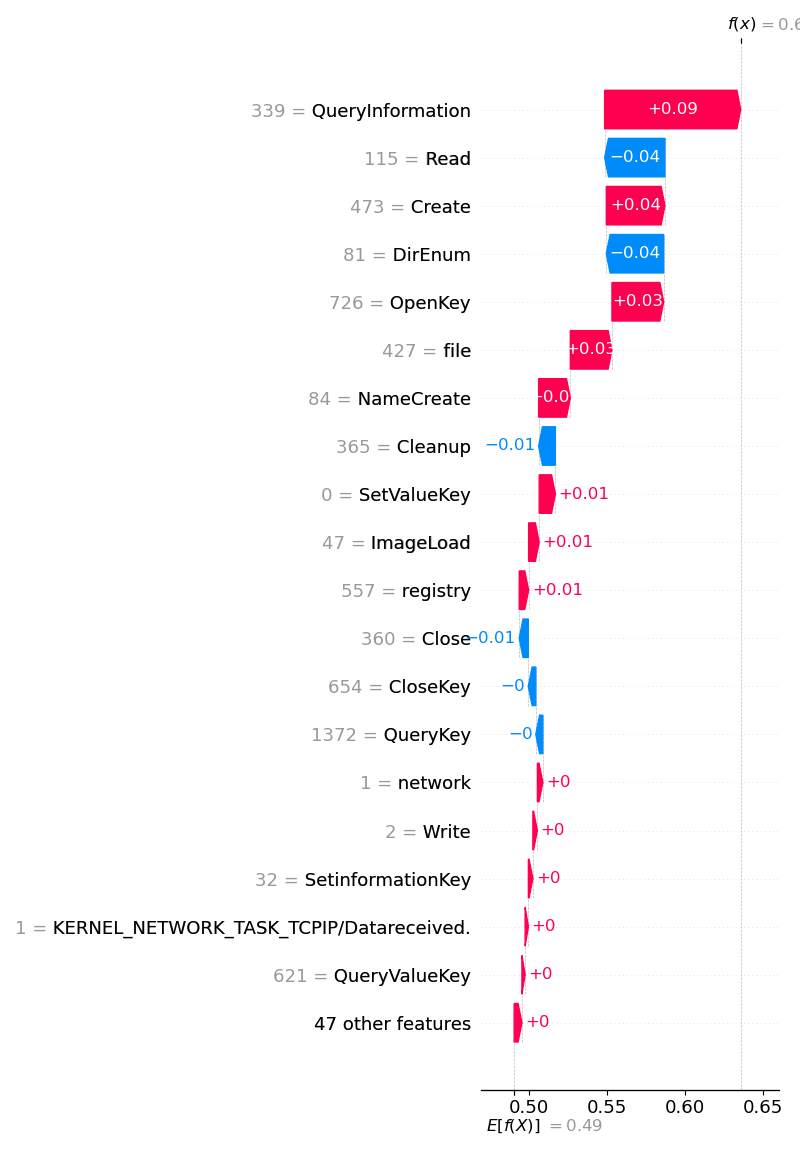 f(x) = 0.6
339 = QueryInformation +0.09
115 = Read −0.04
473 = Create +0.04
81 = DirEnum −0.04
726 = OpenKey +0.03
427 = file +0.03
84 = NameCreate
365 = Cleanup −0.01
0 = SetValueKey +0.01
47 = ImageLoad +0.01
557 = registry +0.01
360 = Close −0.01
654 = CloseKey −0
1372 = QueryKey −0
1 = network +0
2 = Write +0
32 = SetinformationKey +0
1 = KERNEL_NETWORK_TASK_TCPIP/Datareceived. +0
621 = QueryValueKey +0
47 other features +0
0.50 0.55 0.60 0.65
E[f(X)] = 0.49